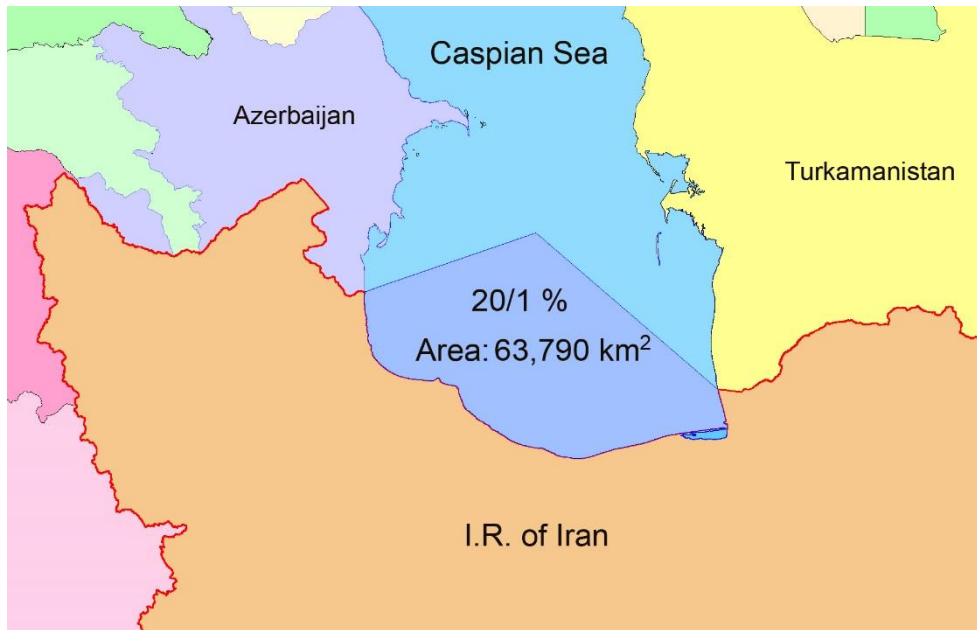 Caspian Sea
Azerbaijan
Turkamanistan
20/1 %
Area: 63,790 km²
I.R. of Iran